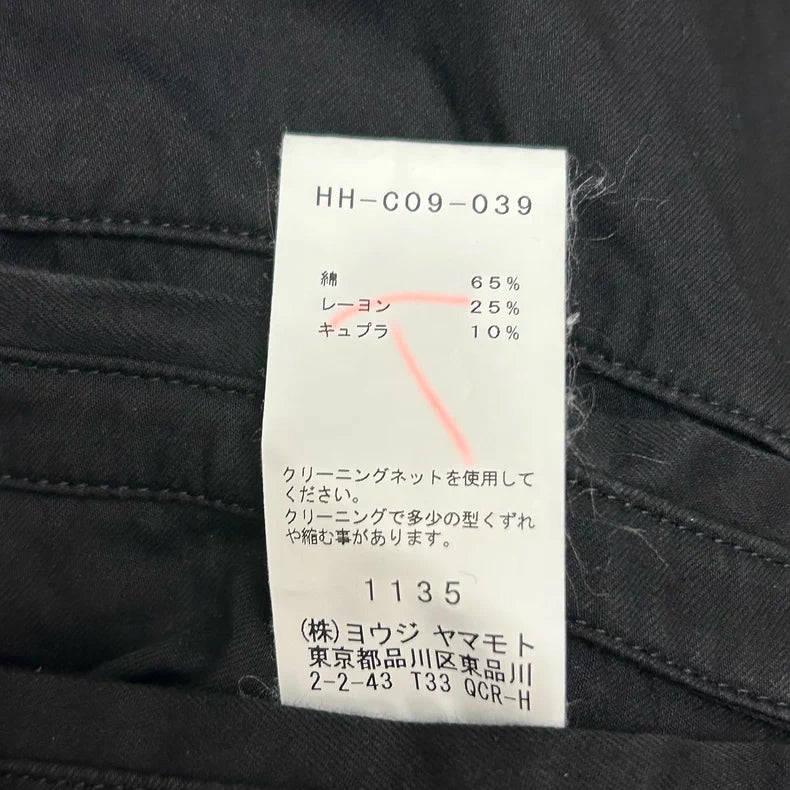 HH-C09-039
綿 65%
レーヨン 25%
キュプラ 10%
クリーニングネットを使用して
ください。
クリーニングで多少の型くずれ
や縮む事があります。
1135
(株)ヨウジ ヤマモト
東京都品川区東品川
2-2-43 T33 QCR-H